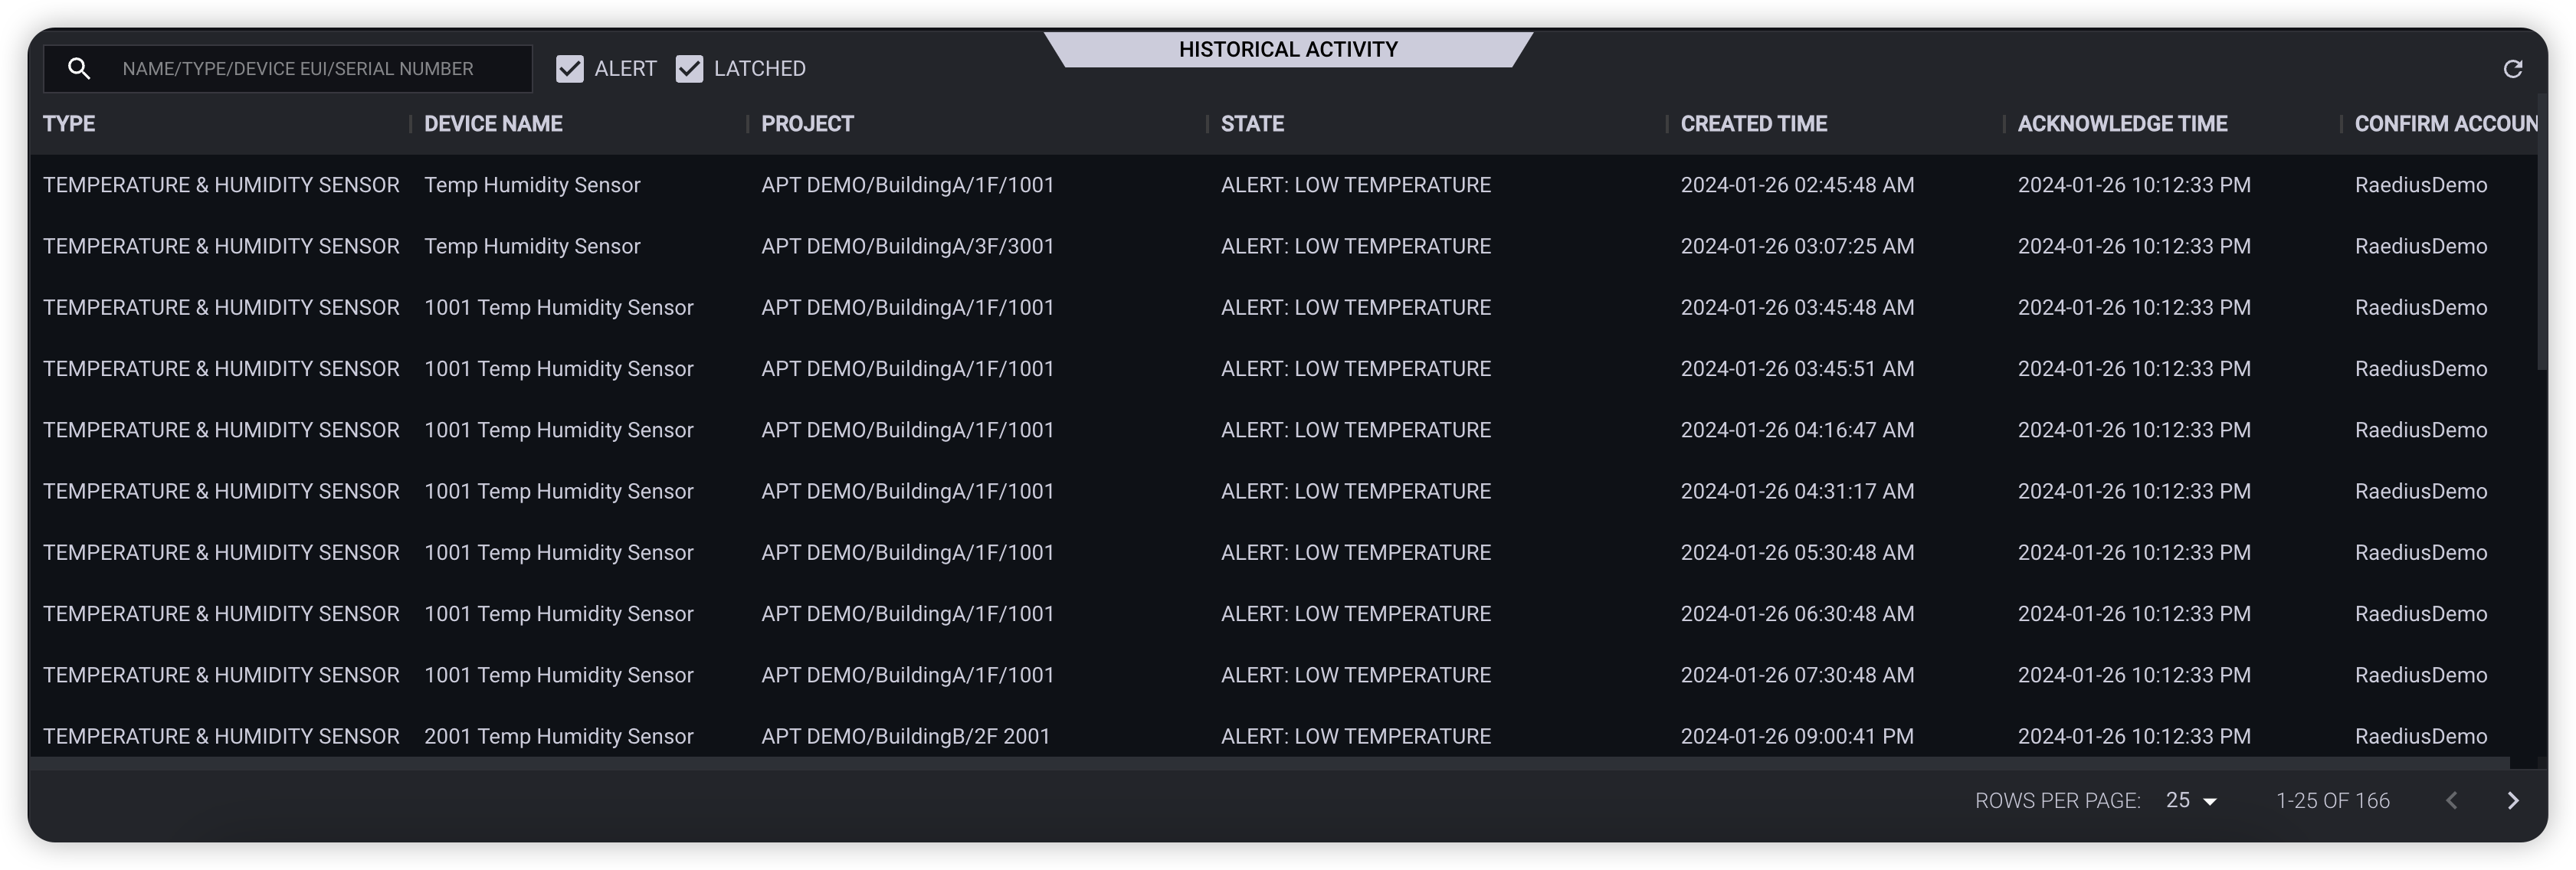 HISTORICAL ACTIVITY
NAME/TYPE/DEVICE EUI/SERIAL NUMBER ALERT LATCHED
TYPE DEVICE NAME PROJECT STATE CREATED TIME ACKNOWLEDGE TIME CONFIRM ACCOUN
TEMPERATURE & HUMIDITY SENSOR Temp Humidity Sensor APT DEMO/BuildingA/1F/1001 ALERT: LOW TEMPERATURE 2024-01-26 02:45:48 AM 2024-01-26 10:12:33 PM RaediusDemo
TEMPERATURE & HUMIDITY SENSOR Temp Humidity Sensor APT DEMO/BuildingA/3F/3001 ALERT: LOW TEMPERATURE 2024-01-26 03:07:25 AM 2024-01-26 10:12:33 PM RaediusDemo
TEMPERATURE & HUMIDITY SENSOR 1001 Temp Humidity Sensor APT DEMO/BuildingA/1F/1001 ALERT: LOW TEMPERATURE 2024-01-26 03:45:48 AM 2024-01-26 10:12:33 PM RaediusDemo
TEMPERATURE & HUMIDITY SENSOR 1001 Temp Humidity Sensor APT DEMO/BuildingA/1F/1001 ALERT: LOW TEMPERATURE 2024-01-26 03:45:51 AM 2024-01-26 10:12:33 PM RaediusDemo
TEMPERATURE & HUMIDITY SENSOR 1001 Temp Humidity Sensor APT DEMO/BuildingA/1F/1001 ALERT: LOW TEMPERATURE 2024-01-26 04:16:47 AM 2024-01-26 10:12:33 PM RaediusDemo
TEMPERATURE & HUMIDITY SENSOR 1001 Temp Humidity Sensor APT DEMO/BuildingA/1F/1001 ALERT: LOW TEMPERATURE 2024-01-26 04:31:17 AM 2024-01-26 10:12:33 PM RaediusDemo
TEMPERATURE & HUMIDITY SENSOR 1001 Temp Humidity Sensor APT DEMO/BuildingA/1F/1001 ALERT: LOW TEMPERATURE 2024-01-26 05:30:48 AM 2024-01-26 10:12:33 PM RaediusDemo
TEMPERATURE & HUMIDITY SENSOR 1001 Temp Humidity Sensor APT DEMO/BuildingA/1F/1001 ALERT: LOW TEMPERATURE 2024-01-26 06:30:48 AM 2024-01-26 10:12:33 PM RaediusDemo
TEMPERATURE & HUMIDITY SENSOR 1001 Temp Humidity Sensor APT DEMO/BuildingA/1F/1001 ALERT: LOW TEMPERATURE 2024-01-26 07:30:48 AM 2024-01-26 10:12:33 PM RaediusDemo
TEMPERATURE & HUMIDITY SENSOR 2001 Temp Humidity Sensor APT DEMO/BuildingB/2F 2001 ALERT: LOW TEMPERATURE 2024-01-26 09:00:41 PM 2024-01-26 10:12:33 PM RaediusDemo
ROWS PER PAGE: 25 1-25 OF 166